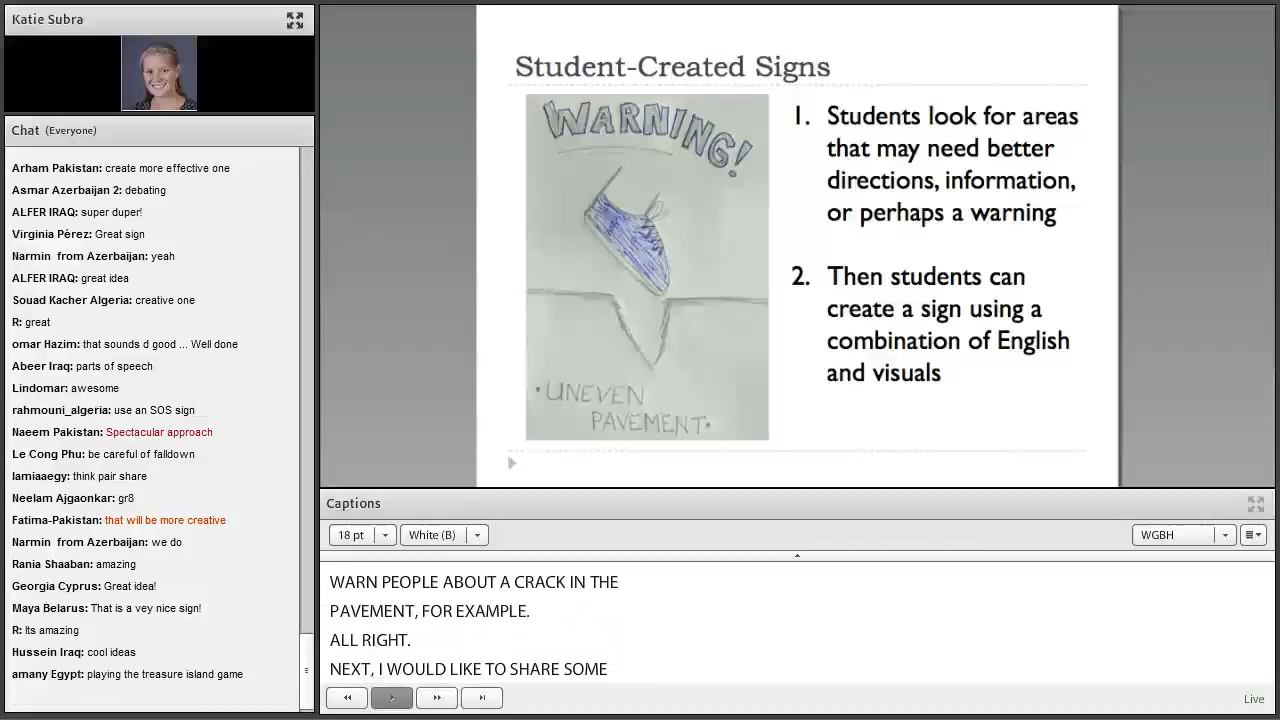 Katie Subra
Chat (Everyone)
Arham Pakistan: create more effective one
Asmar Azerbaijan 2: debating
ALFER IRAQ: super duper!
Virginia Pérez: Great sign
Narmin from Azerbaijan: yeah
ALFER IRAQ: great idea
Souad Kacher Algeria: creative one
R: great
omar Hazim: that sounds d good ... Well done
Abeer Iraq: parts of speech
Lindomar: awesome
rahmouni_algeria: use an SOS sign
Naeem Pakistan: Spectacular approach
Le Cong Phu: be careful of falldown
lamiaaegy: think pair share
Neelam Ajgaonkar: gr8
Fatima-Pakistan: that will be more creative
Narmin from Azerbaijan: we do
Rania Shaaban: amazing
Georgia Cyprus: Great idea!
Maya Belarus: That is a vey nice sign!
R: Its amazing
Hussein Iraq: cool ideas
amany Egypt: playing the treasure island game
Student-Created Signs
WARNING!
• UNEVEN
PAVEMENT •
1. Students look for areas
that may need better
directions, information,
or perhaps a warning
2. Then students can
create a sign using a
combination of English
and visuals
Captions
18 pt
White (B)
WGBH
WARN PEOPLE ABOUT A CRACK IN THE
PAVEMENT, FOR EXAMPLE.
ALL RIGHT.
NEXT, I WOULD LIKE TO SHARE SOME
Live